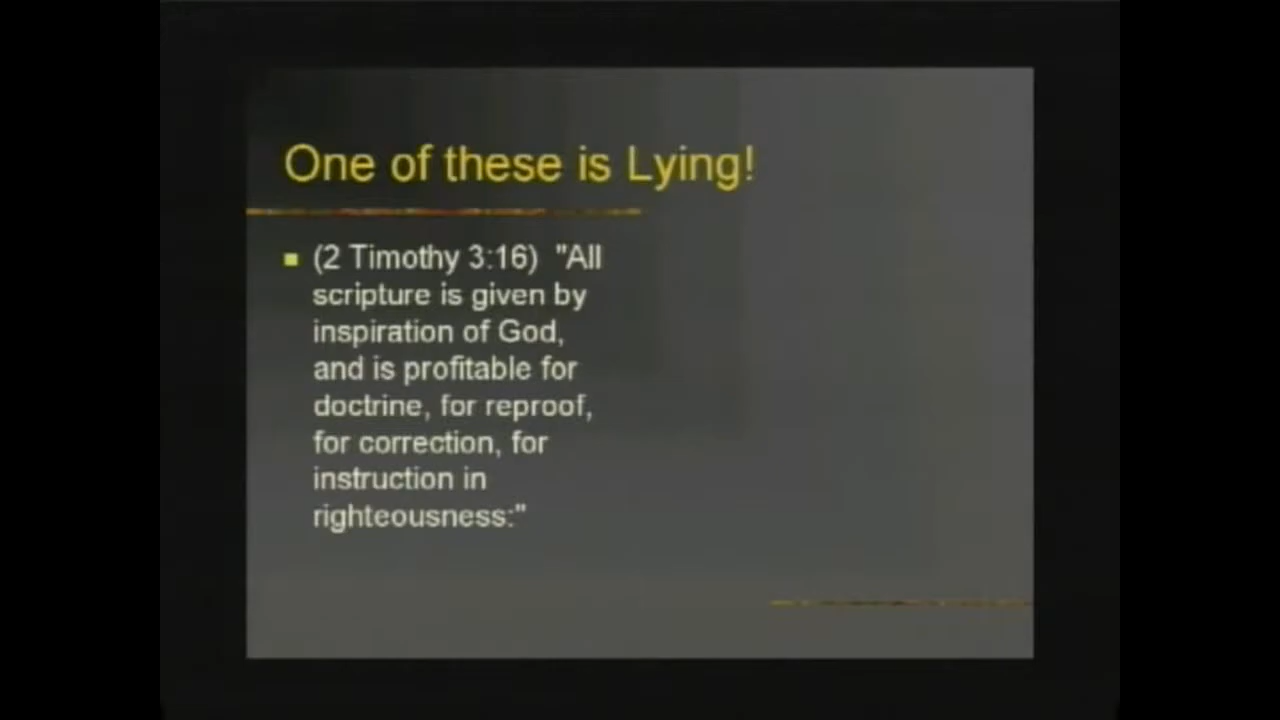 One of these is Lying!
(2 Timothy 3:16)  "All
scripture is given by
inspiration of God,
and is profitable for
doctrine, for reproof,
for correction, for
instruction in
righteousness:"